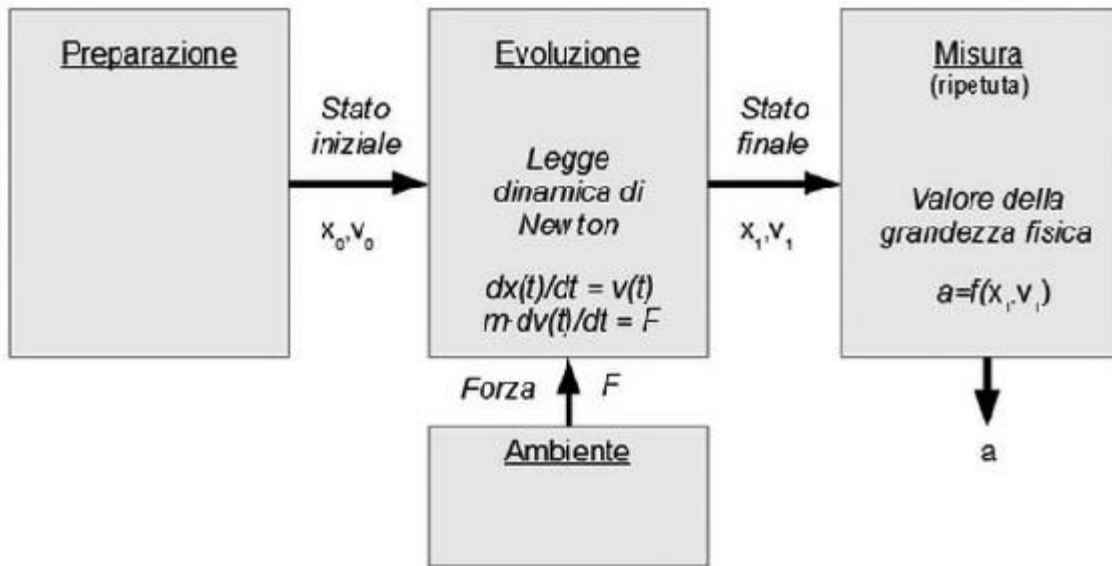 Preparazione
Stato
iniziale
x₀,v₀
Evoluzione
Legge
dinamica di
Newton
dx(t)/dt = v(t)
m·dv(t)/dt = F
Forza F
Ambiente
Stato
finale
x₁,v₁
Misura
(ripetuta)
Valore della
grandezza fisica
a=f(x₁,v₁)
a